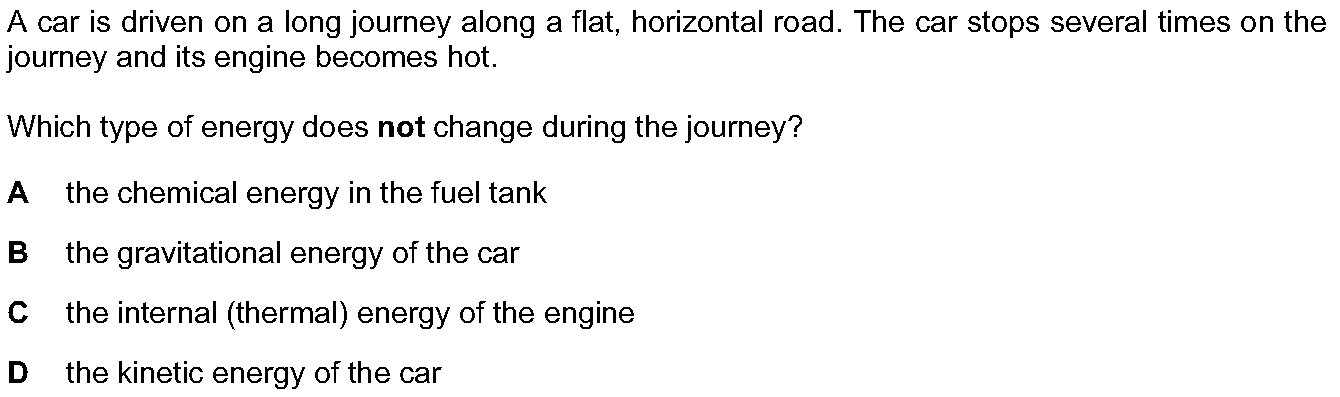 A car is driven on a long journey along a flat, horizontal road. The car stops several times on the
journey and its engine becomes hot.
Which type of energy does not change during the journey?
A the chemical energy in the fuel tank
B the gravitational energy of the car
C the internal (thermal) energy of the engine
D the kinetic energy of the car